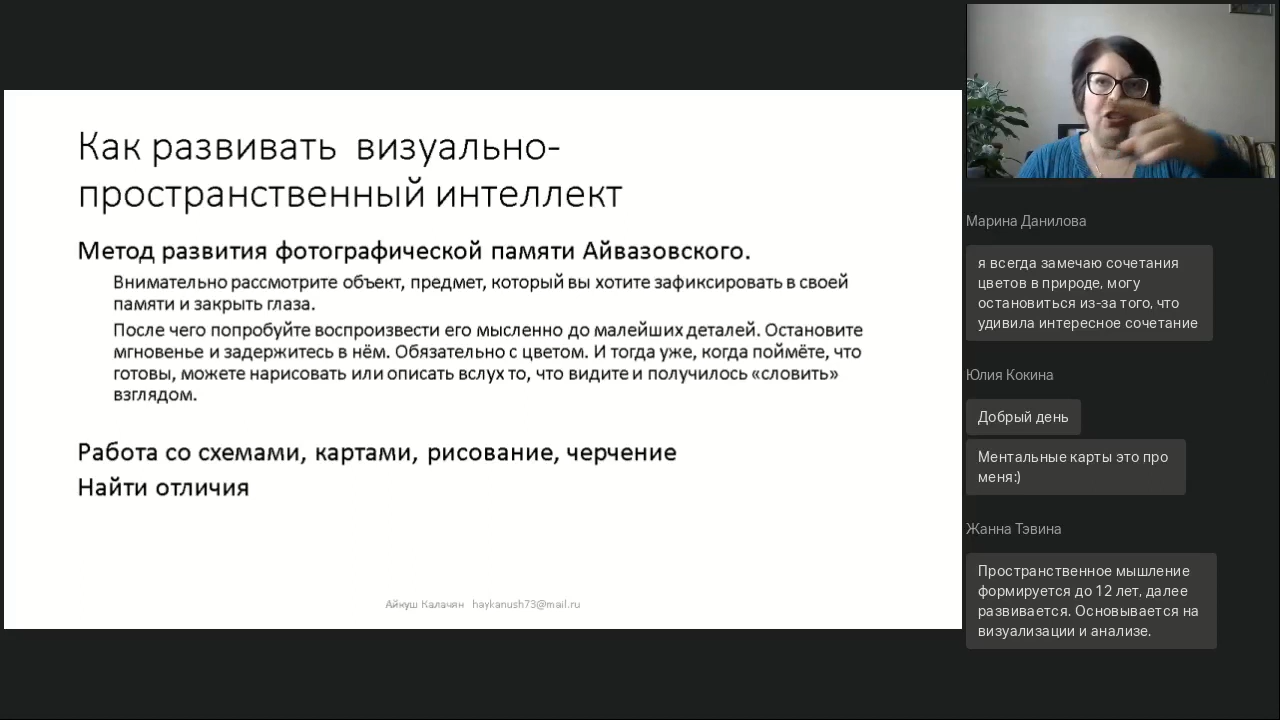 Как развивать визуально-
пространственный интеллект
Метод развития фотографической памяти Айвазовского.
Внимательно рассмотрите объект, предмет, который вы хотите зафиксировать в своей
памяти и закрыть глаза.
После чего попробуйте воспроизвести его мысленно до малейших деталей. Остановите
мгновенье и задержитесь в нём. Обязательно с цветом. И тогда уже, когда поймёте, что
готовы, можете нарисовать или описать вслух то, что видите и получилось «словить»
взглядом.
Работа со схемами, картами, рисование, черчение
Найти отличия
Айкуш Калачян haykanush73@mail.ru
Марина Данилова
я всегда замечаю сочетания
цветов в природе, могу
остановиться из-за того, что
удивила интересное сочетание
Юлия Кокина
Добрый день
Ментальные карты это про
меня:)
Жанна Тэвина
Пространственное мышление
формируется до 12 лет, далее
развивается. Основывается на
визуализации и анализе.